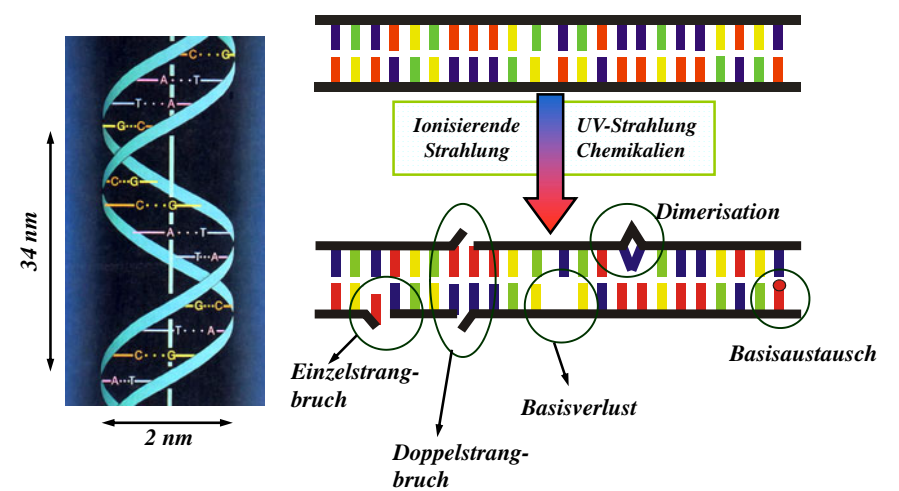 C···G
A···T
T···A
G···C
C···G
C···G
A···T
T···A
G···C
T···A
C···G
A···T
34 nm
2 nm
Ionisierende
Strahlung
UV-Strahlung
Chemikalien
Dimerisation
Basisaustausch
Einzelstrang-
bruch
Basisverlust
Doppelstrang-
bruch